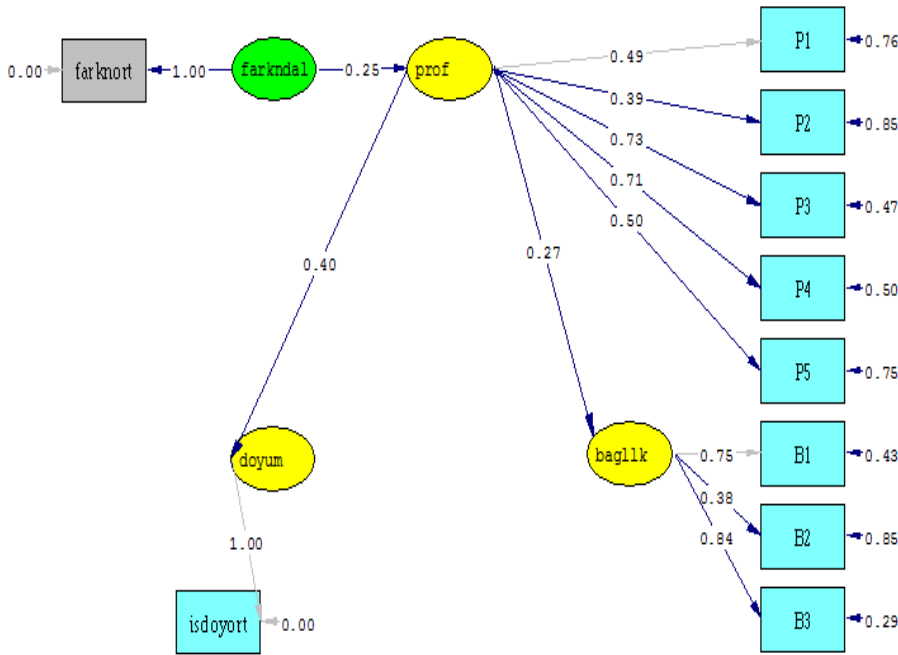 P1
0.76
0.00
farknort
1.00
farkndal
0.25
prof
0.49
0.39
P2
0.85
0.73
0.71
P3
0.47
0.50
0.40
0.27
P4
0.50
P5
0.75
doyum
bagllk
0.75
B1
0.43
0.38
1.00
0.84
B2
0.85
isdoyort
0.00
B3
0.29